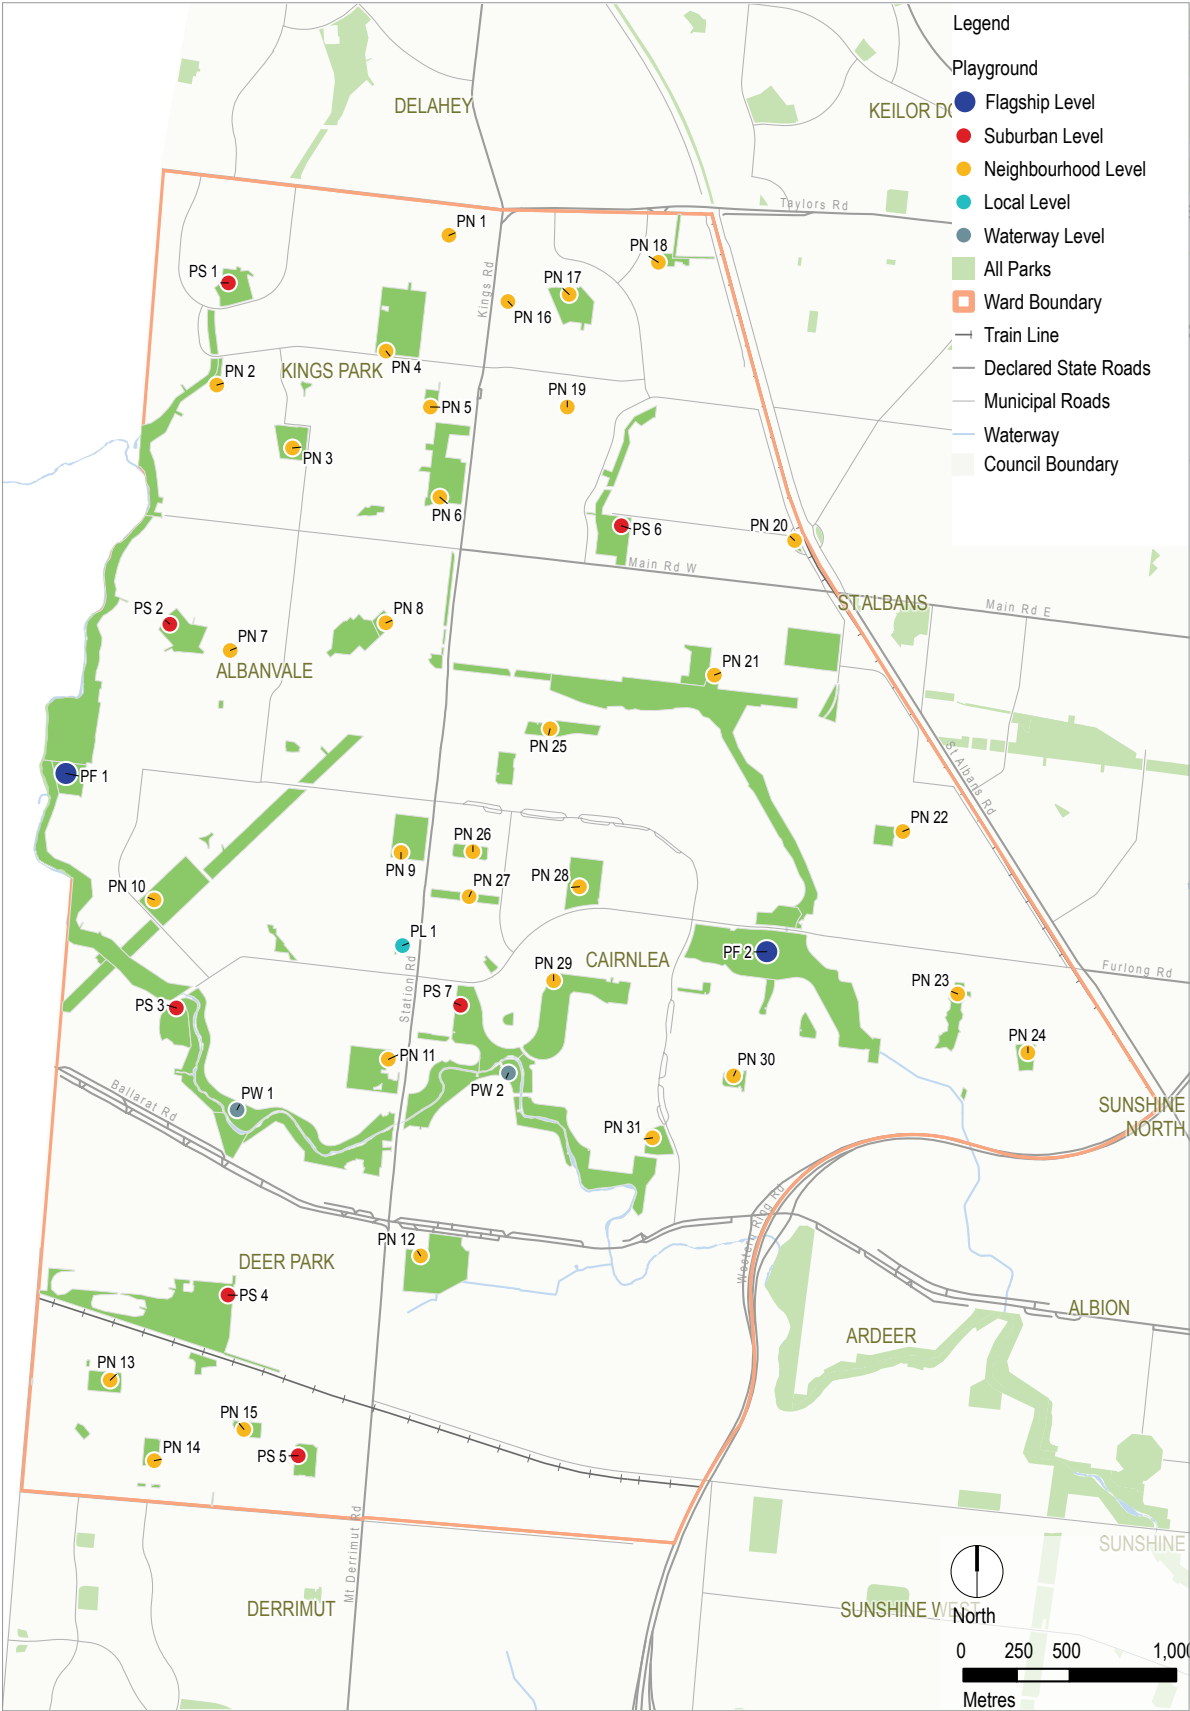 Legend
Playground
Flagship Level
Suburban Level
Neighbourhood Level
Local Level
Waterway Level
All Parks
Ward Boundary
Train Line
Declared State Roads
Municipal Roads
Waterway
Council Boundary
DELAHEY
KEILOR DO
Taylors Rd
PN 1
PN 18
PS 1
PN 17
Kings Rd
PN 16
PN 2
KINGS PARK
PN 4
PN 19
PN 5
PN 3
PN 6
PS 6
PN 20
Main Rd W
ST ALBANS
Main Rd E
PS 2
PN 8
PN 7
ALBANVALE
PN 21
PN 25
St Albans Rd
PF 1
PN 22
PN 26
PN 9
PN 10
PN 27
PN 28
PL 1
PF 2
CAIRNLEA
Furlong Rd
PN 29
PN 23
Station Rd
PS 3
PS 7
PN 24
PN 11
PN 30
Ballarat Rd
PW 1
PW 2
SUNSHINE
NORTH
PN 31
Western Ring Rd
PN 12
DEER PARK
PS 4
ALBION
ARDEER
PN 13
PN 15
PN 14
PS 5
Mt Derrimut Rd
SUNSHINE
DERRIMUT
SUNSHINE WEST
North
0 250 500 1,000
Metres